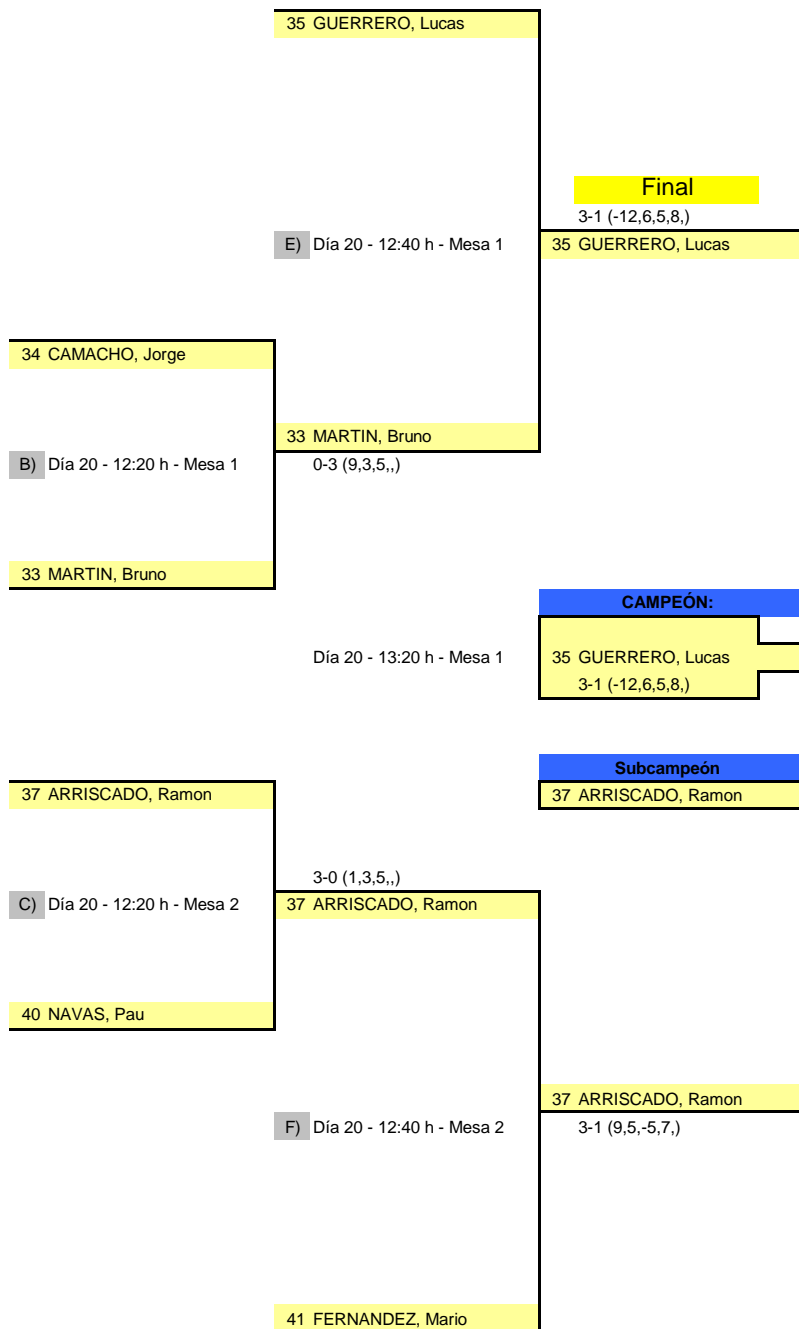 35 GUERRERO, Lucas
Final
3-1 (-12,6,5,8,)
E) Día 20 - 12:40 h - Mesa 1
35 GUERRERO, Lucas
34 CAMACHO, Jorge
33 MARTIN, Bruno
B) Día 20 - 12:20 h - Mesa 1
0-3 (9,3,5,,)
33 MARTIN, Bruno
CAMPEÓN:
Día 20 - 13:20 h - Mesa 1
35 GUERRERO, Lucas
3-1 (-12,6,5,8,)
Subcampeón
37 ARRISCADO, Ramon
37 ARRISCADO, Ramon
3-0 (1,3,5,,)
C) Día 20 - 12:20 h - Mesa 2
37 ARRISCADO, Ramon
40 NAVAS, Pau
37 ARRISCADO, Ramon
F) Día 20 - 12:40 h - Mesa 2
3-1 (9,5,-5,7,)
41 FERNANDEZ, Mario